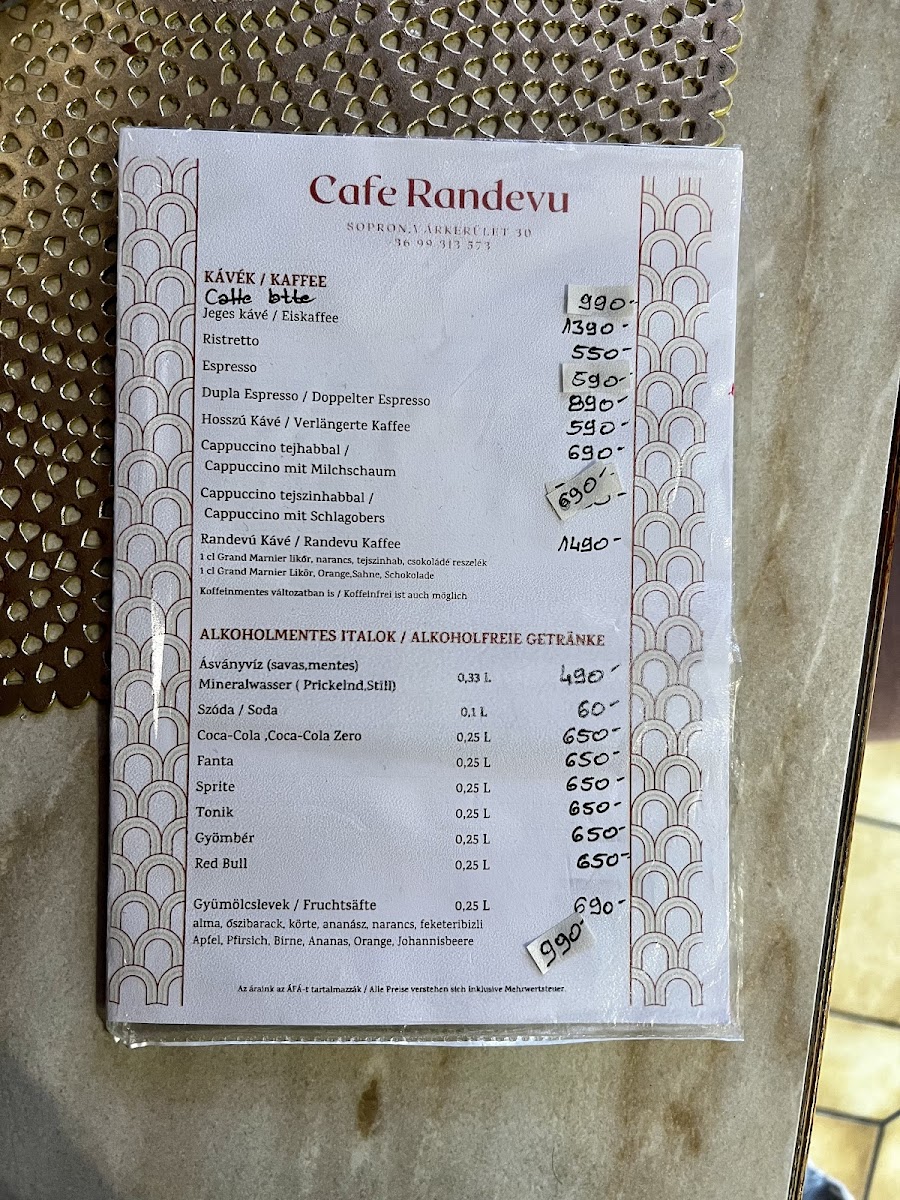 Cafe Randevu
SOPRON,VÁRKERÜLET 30
+36 99 313 573
KÁVÉK / KAFFEE
Caffe latte 990-
Jeges kávé / Eiskaffee 1390-
Ristretto 550-
Espresso 590-
Dupla Espresso / Doppelter Espresso 890-
Hosszú Kávé / Verlängerte Kaffee 590-
Cappuccino tejhabbal / 690-
Cappuccino mit Milchschaum
Cappuccino tejszinhabbal / 690-
Cappuccino mit Schlagobers
Randevú Kávé / Randevu Kaffee 1490-
1 cl Grand Marnier likőr, narancs, tejszinhab, csokoládé reszelék
1 cl Grand Marnier Likör, Orange,Sahne, Schokolade
Koffeinmentes változatban is / Koffeinfrei ist auch möglich
ALKOHOLMENTES ITALOK / ALKOHOLFREIE GETRÄNKE
Ásványvíz (savas,mentes)
Mineralwasser ( Prickelnd,Still) 0,33 L 490-
Szóda / Soda 0,1 L 60-
Coca-Cola ,Coca-Cola Zero 0,25 L 650-
Fanta 0,25 L 650-
Sprite 0,25 L 650-
Tonik 0,25 L 650-
Gyömbér 0,25 L 650-
Red Bull 0,25 L 650-
Gyümölcslevek / Fruchtsäfte 0,25 L 690-
alma, őszibarack, körte, ananász, narancs, feketeribizli
Apfel, Pfirsich, Birne, Ananas, Orange, Johannisbeere
990-
Az áraink az ÁFÁ-t tartalmazzák / Alle Preise verstehen sich inklusive Mehrwertsteuer.